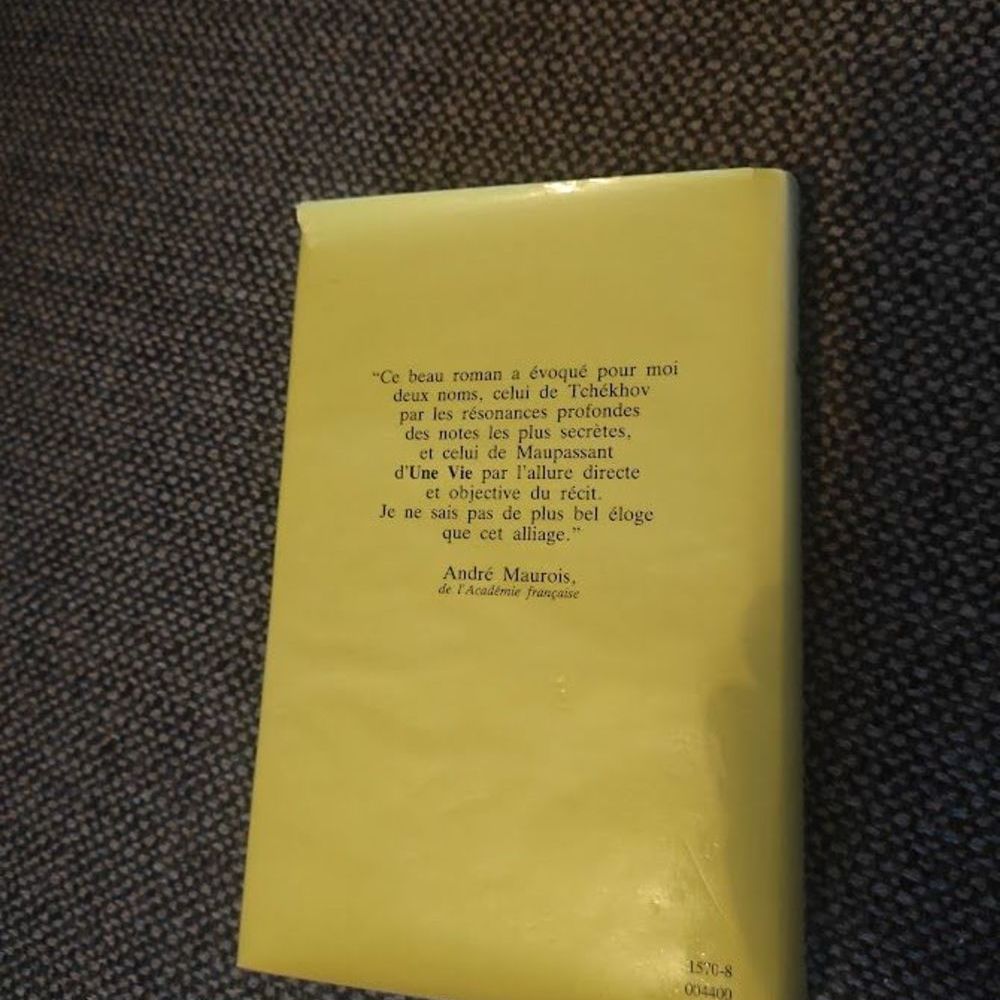 “Ce beau roman a évoqué pour moi
deux noms, celui de Tchékhov
par les résonances profondes
des notes les plus secrètes,
et celui de Maupassant
d'Une Vie par l'allure directe
et objective du récit.
Je ne sais pas de plus bel éloge
que cet alliage.”
André Maurois,
de l'Académie française
1570-8
004400